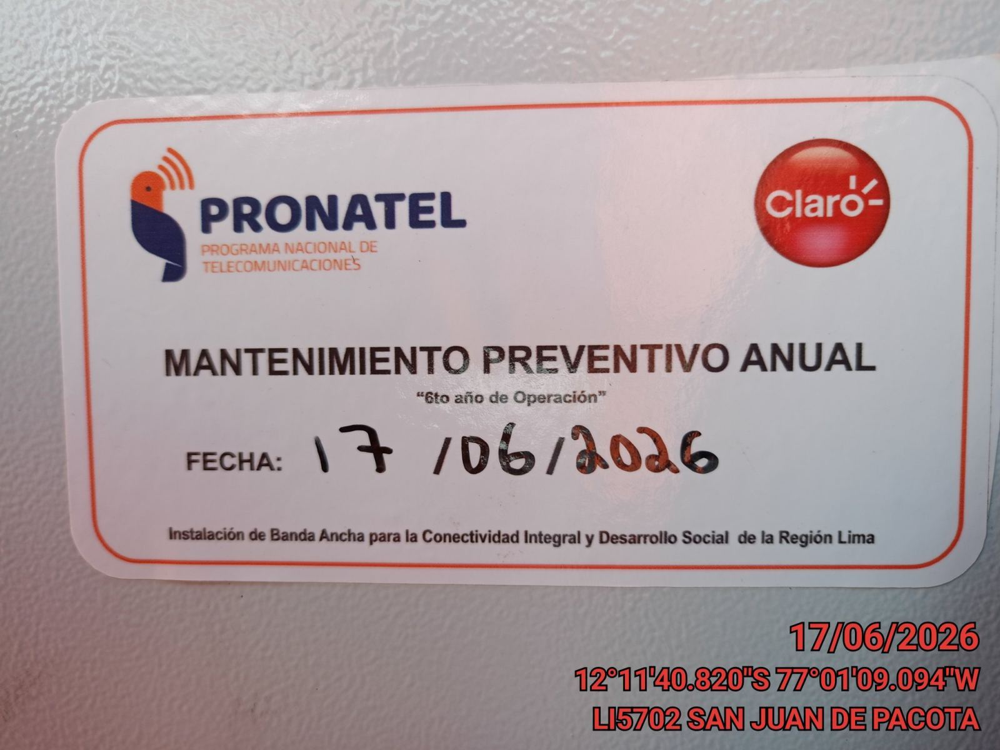 PRONATEL
PROGRAMA NACIONAL DE
TELECOMUNICACIONES
Claro
MANTENIMIENTO PREVENTIVO ANUAL
“6to año de Operación”
FECHA: 17/06/2026
Instalación de Banda Ancha para la Conectividad Integral y Desarrollo Social de la Región Lima
17/06/2026
12°11'40.820"S 77°01'09.094"W
LI5702 SAN JUAN DE PACOTA